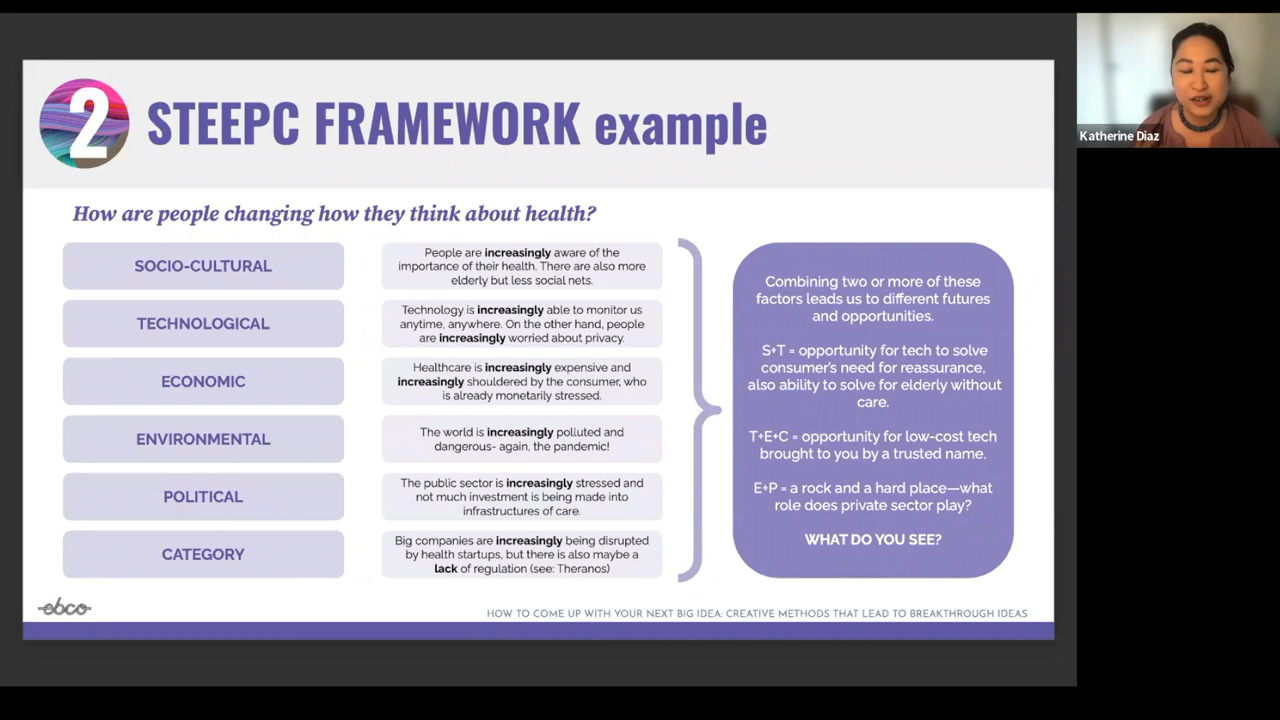 2
STEEPC FRAMEWORK example
Katherine Diaz
How are people changing how they think about health?
SOCIO-CULTURAL
People are increasingly aware of the
importance of their health. There are also more
elderly but less social nets.
TECHNOLOGICAL
Technology is increasingly able to monitor us
anytime, anywhere. On the other hand, people
are increasingly worried about privacy.
ECONOMIC
Healthcare is increasingly expensive and
increasingly shouldered by the consumer, who
is already monetarily stressed.
ENVIRONMENTAL
The world is increasingly polluted and
dangerous- again, the pandemic!
POLITICAL
The public sector is increasingly stressed and
not much investment is being made into
infrastructures of care.
CATEGORY
Big companies are increasingly being disrupted
by health startups, but there is also maybe a
lack of regulation (see: Theranos)
Combining two or more of these
factors leads us to different futures
and opportunities.
S+T = opportunity for tech to solve
consumer's need for reassurance,
also ability to solve for elderly without
care.
T+E+C = opportunity for low-cost tech
brought to you by a trusted name.
E+P = a rock and a hard place—what
role does private sector play?
WHAT DO YOU SEE?
ebco
HOW TO COME UP WITH YOUR NEXT BIG IDEA: CREATIVE METHODS THAT LEAD TO BREAKTHROUGH IDEAS